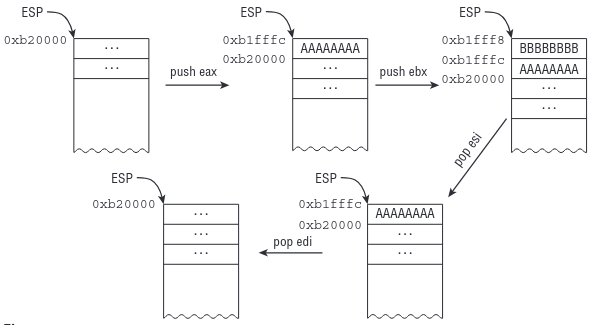 ESP
0xb20000
...
...
push eax
ESP
0xb1fffc
0xb20000
AAAAAAAA
...
...
push ebx
ESP
0xb1fff8
0xb1fffc
0xb20000
BBBBBBBB
AAAAAAAA
...
...
pop esi
ESP
0xb20000
...
...
...
pop edi
ESP
0xb1fffc
0xb20000
AAAAAAAA
...
...